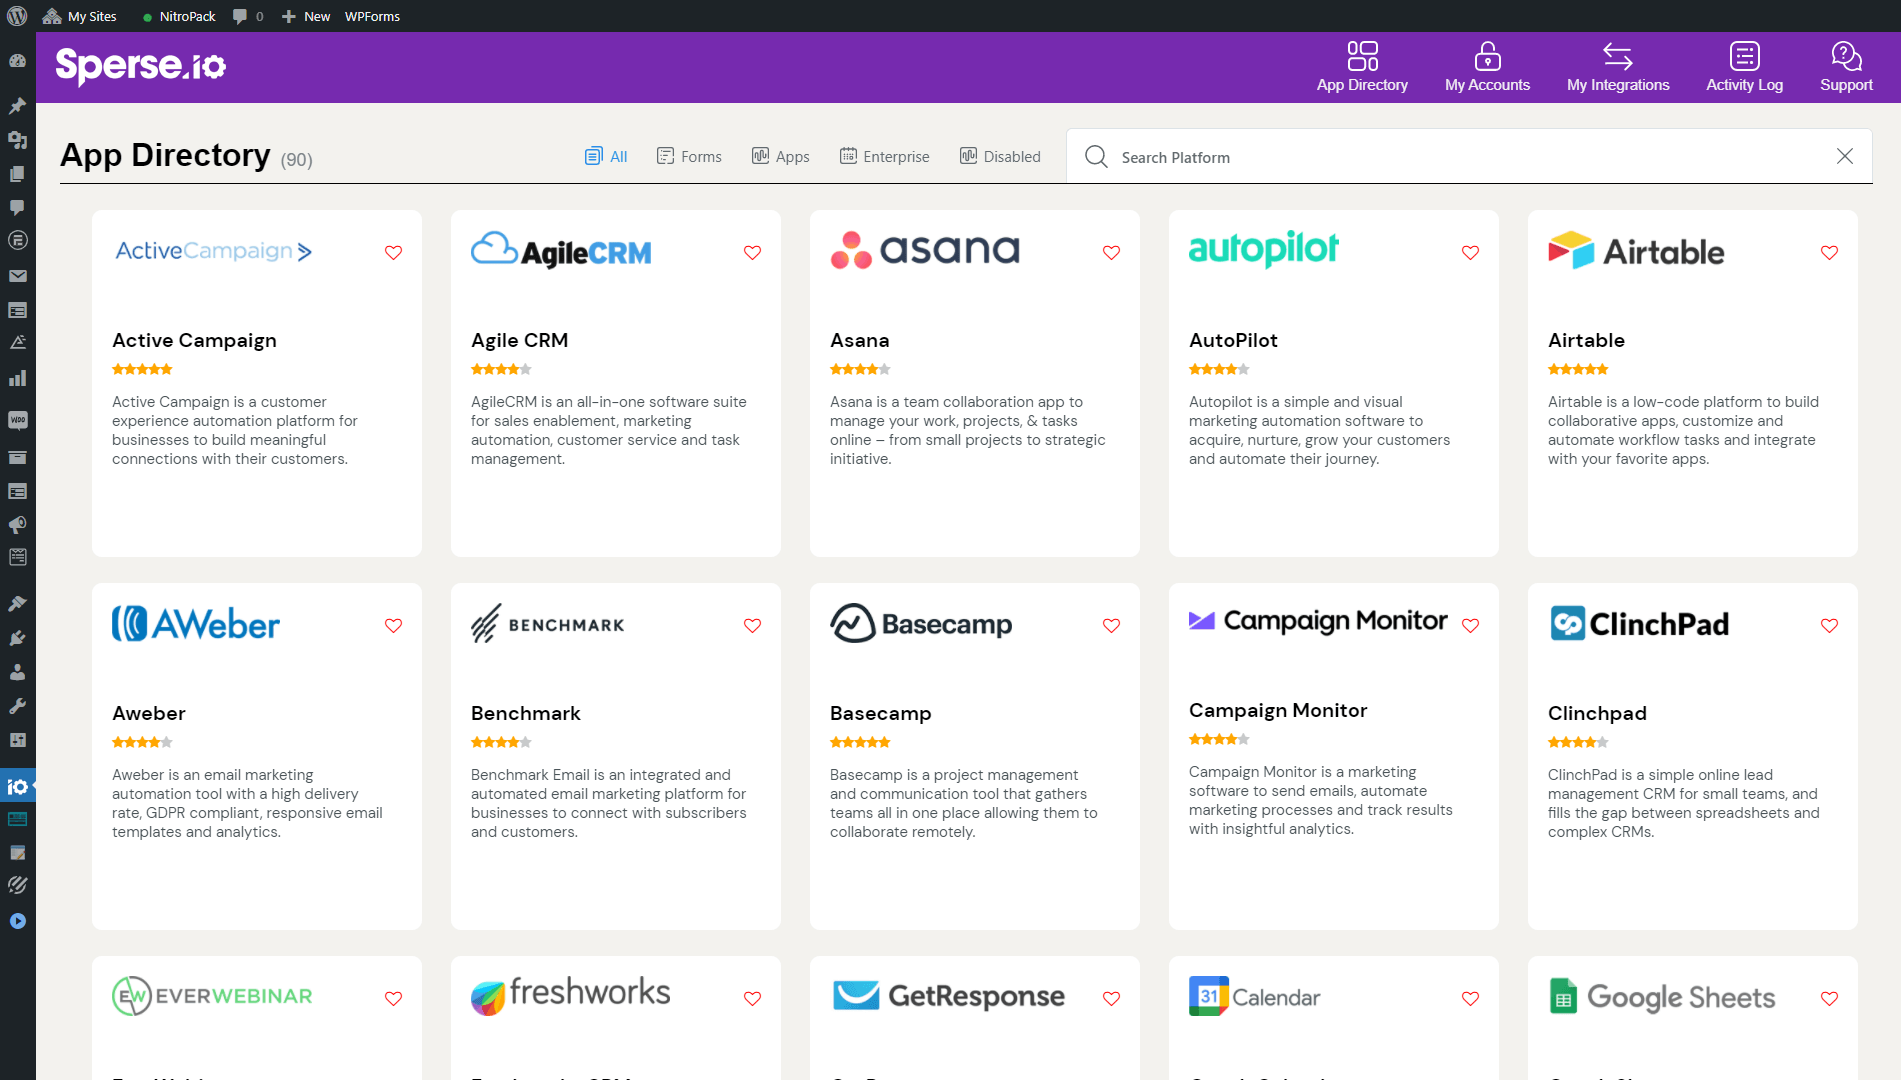 My Sites NitroPack 0 New WPForms
Sperse.io
App Directory My Accounts My Integrations Activity Log Support
App Directory (90)
All Forms Apps Enterprise Disabled
Search Platform
ActiveCampaign
Active Campaign
Active Campaign is a customer
experience automation platform for
businesses to build meaningful
connections with their customers.
AgileCRM
Agile CRM
AgileCRM is an all-in-one software suite
for sales enablement, marketing
automation, customer service and task
management.
asana
Asana
Asana is a team collaboration app to
manage your work, projects, & tasks
online – from small projects to strategic
initiative.
autopilot
AutoPilot
Autopilot is a simple and visual
marketing automation software to
acquire, nurture, grow your customers
and automate their journey.
Airtable
Airtable
Airtable is a low-code platform to build
collaborative apps, customize and
automate workflow tasks and integrate
with your favorite apps.
AWeber
Aweber
Aweber is an email marketing
automation tool with a high delivery
rate, GDPR compliant, responsive email
templates and analytics.
BENCHMARK
Benchmark
Benchmark Email is an integrated and
automated email marketing platform for
businesses to connect with subscribers
and customers.
Basecamp
Basecamp
Basecamp is a project management
and communication tool that gathers
teams all in one place allowing them to
collaborate remotely.
Campaign Monitor
Campaign Monitor
Campaign Monitor is a marketing
software to send emails, automate
marketing processes and track results
with insightful analytics.
ClinchPad
Clinchpad
ClinchPad is a simple online lead
management CRM for small teams, and
fills the gap between spreadsheets and
complex CRMs.
EW EVERWEBINAR
freshworks
GetResponse
31 Calendar
Google Sheets
WOO
iO